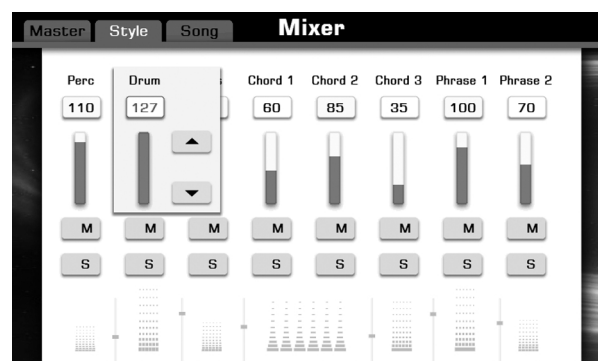 Master Style Song Mixer
Perc Drum Chord 1 Chord 2 Chord 3 Phrase 1 Phrase 2
110 127 60 85 35 100 70
M M M M M M M M
S S S S S S S S